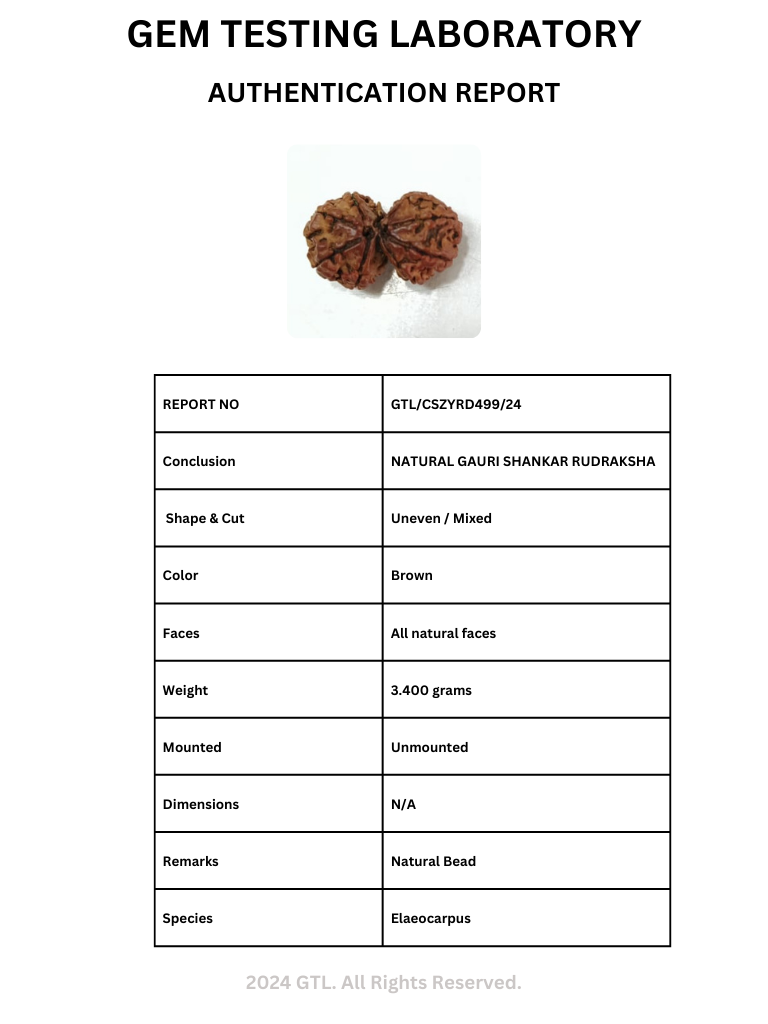 GEM TESTING LABORATORY
AUTHENTICATION REPORT
REPORT NO GTL/CSZYRD499/24
Conclusion NATURAL GAURI SHANKAR RUDRAKSHA
Shape & Cut Uneven / Mixed
Color Brown
Faces All natural faces
Weight 3.400 grams
Mounted Unmounted
Dimensions N/A
Remarks Natural Bead
Species Elaeocarpus
2024 GTL. All Rights Reserved.